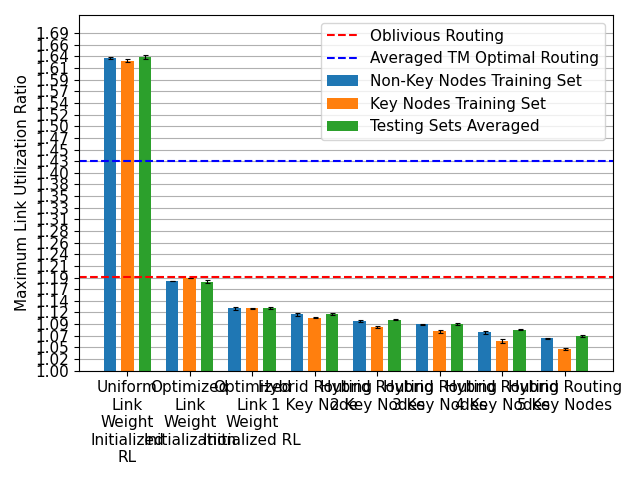 Maximum Link Utilization Ratio
1.69
1.66
1.64
1.61
1.59
1.57
1.54
1.52
1.50
1.47
1.45
1.43
1.40
1.38
1.35
1.33
1.31
1.28
1.26
1.24
1.21
1.19
1.17
1.14
1.12
1.09
1.07
1.05
1.02
1.00
Oblivious Routing
Averaged TM Optimal Routing
Non-Key Nodes Training Set
Key Nodes Training Set
Testing Sets Averaged
Uniform
Link
Weight
Initialized
RL
Optimized
Link
Weight
Initialization
Optimized
Link
Weight
Initialized RL
Hybrid Routing
1 Key Node
Hybrid Routing
2 Key Nodes
Hybrid Routing
3 Key Nodes
Hybrid Routing
4 Key Nodes
Hybrid Routing
5 Key Nodes